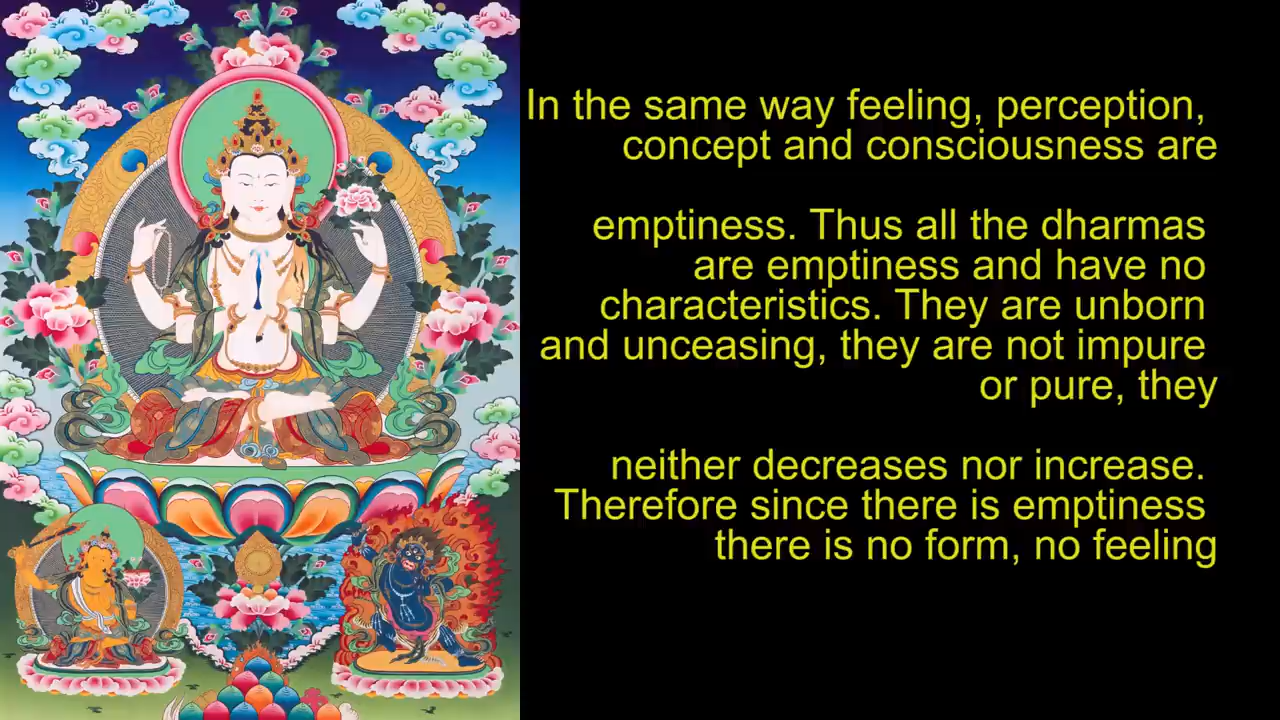 In the same way feeling, perception,
concept and consciousness are
emptiness. Thus all the dharmas
are emptiness and have no
characteristics. They are unborn
and unceasing, they are not impure
or pure, they
neither decreases nor increase.
Therefore since there is emptiness
there is no form, no feeling